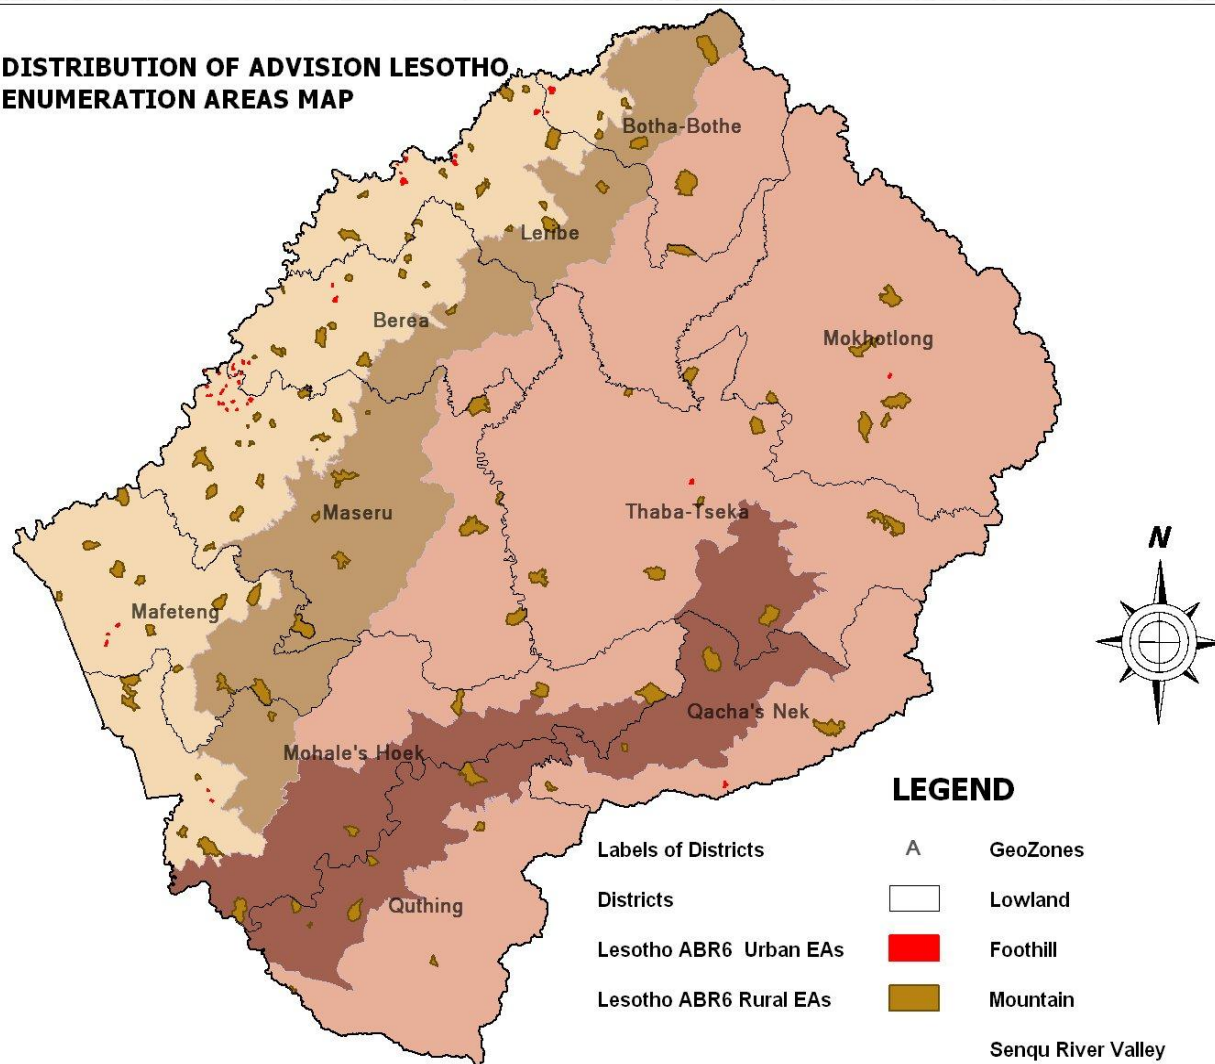 DISTRIBUTION OF ADVISION LESOTHO
ENUMERATION AREAS MAP
Botha-Bothe
Leribe
Berea
Mokhotlong
Maseru
Thaba-Tseka
Mafeteng
Qacha's Nek
Mohale's Hoek
Quthing
N
LEGEND
Labels of Districts A GeoZones
Districts Lowland
Lesotho ABR6 Urban EAs Foothill
Lesotho ABR6 Rural EAs Mountain
Senqu River Valley